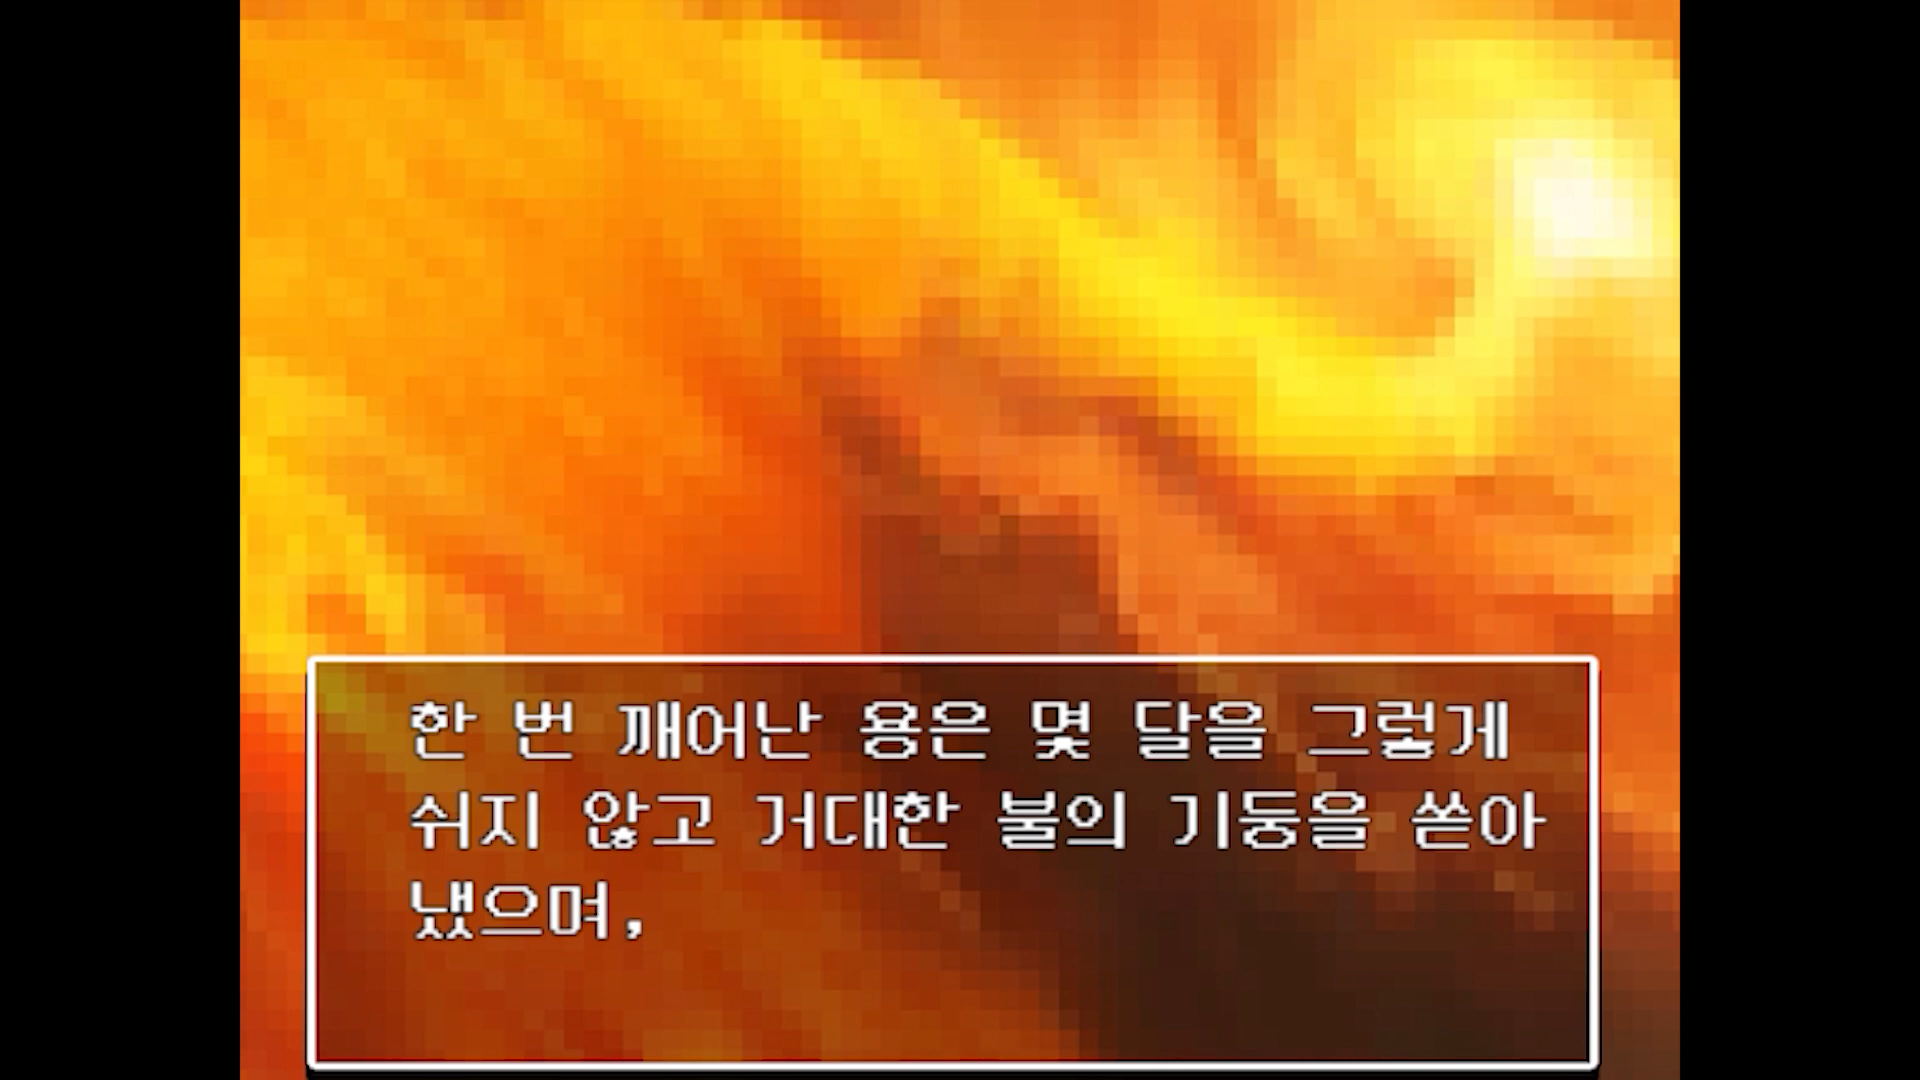 한 번 깨어난 용은 몇 달을 그렇게
쉬지 않고 거대한 불의 기둥을 쏟아
냈으며,